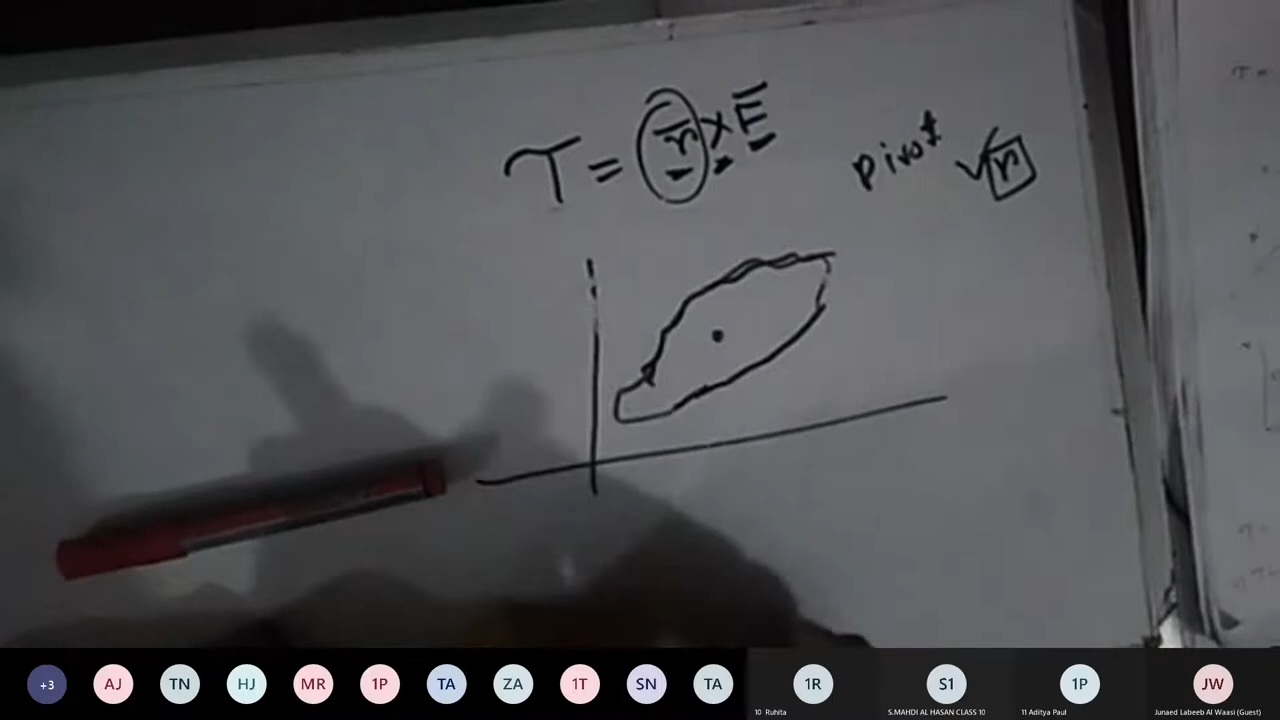 τ = r̄ × F̄
pivot r
+3 AJ TN HJ MR 1P TA ZA 1T SN TA 1R S1 1P JW
10 Ruhita S.MAHDI AL HASAN CLASS 10 11 Aditya Paul Junaed Labeeb Al Waasi (Guest)